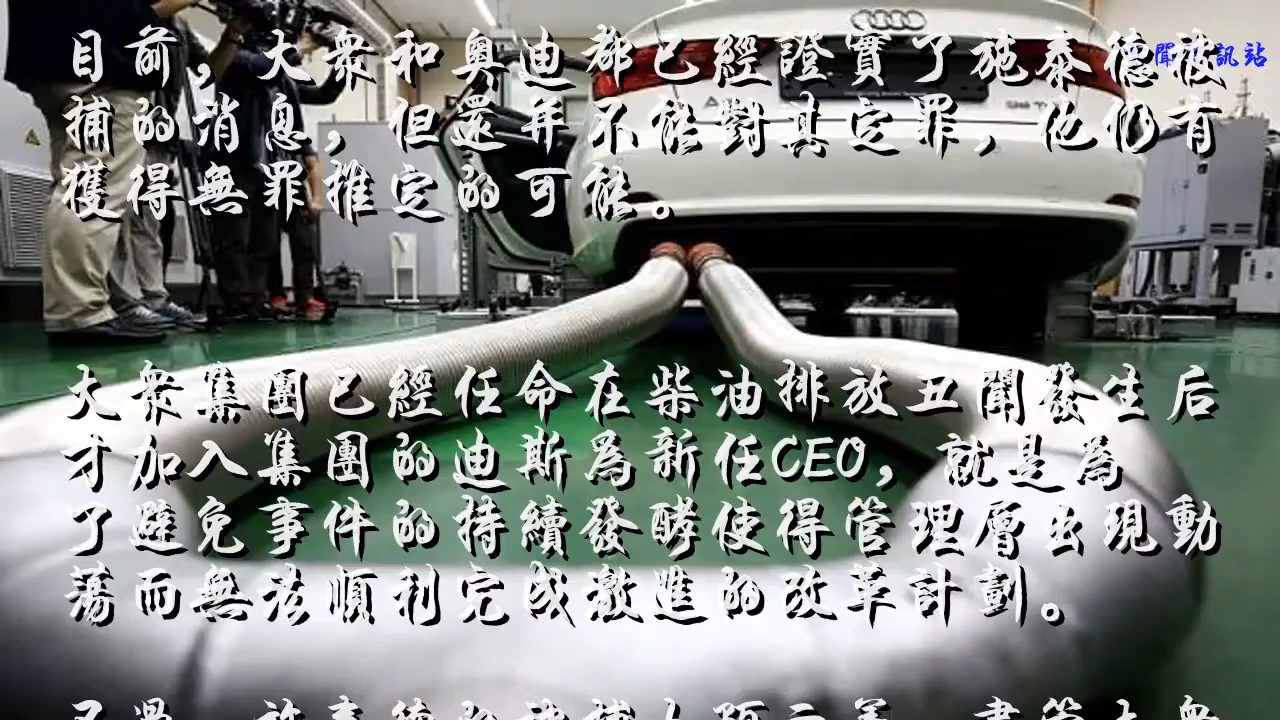 目前，大衆和奧迪都已經證實了施泰德被
捕的消息，但還并不能對其定罪，他們有
獲得無罪推定的可能。
大衆集團已經任命在柴油排放丑聞發生后
才加入集團的迪斯爲新任CEO，就是爲
了避免事件的持續發酵使得管理層出現動
蕩而無法順利完成激進的改革計劃。